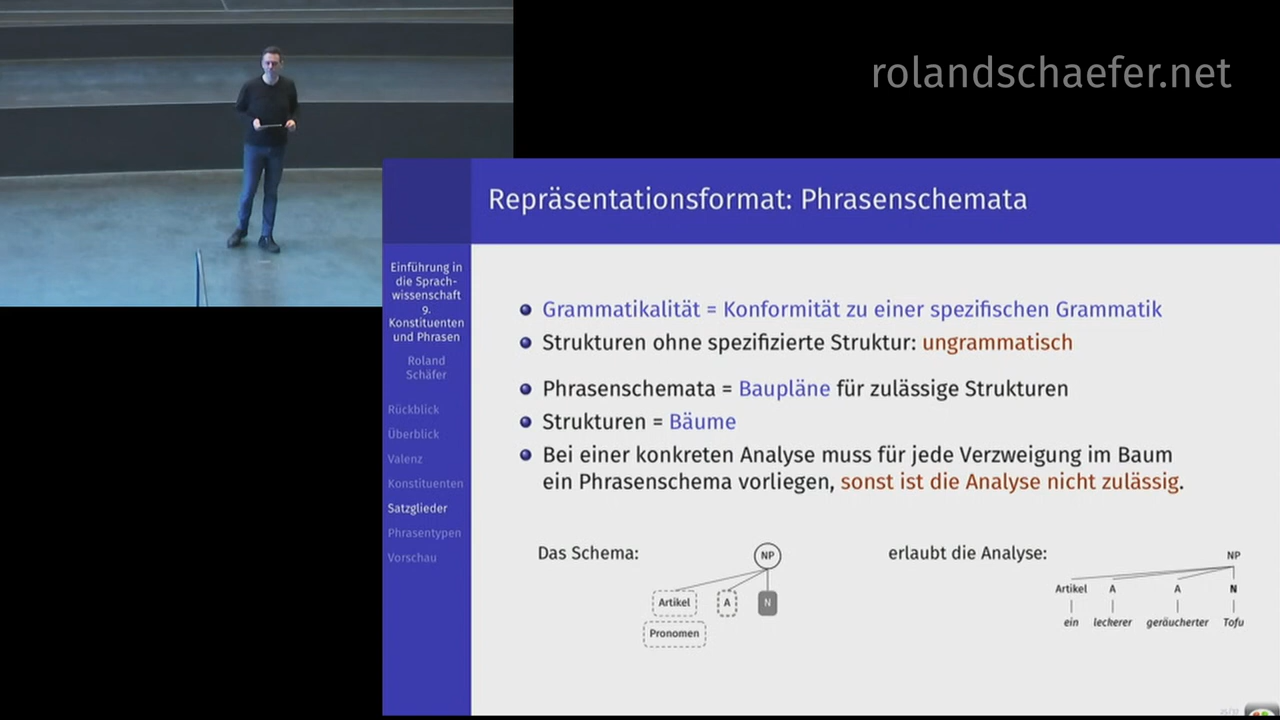 rolandschaefer.net
Repräsentationsformat: Phrasenschemata
Einführung in
die Sprach-
wissenschaft
9.
Konstituenten
und Phrasen
Roland
Schäfer
Rückblick
Überblick
Valenz
Konstituenten
Satzglieder
Phrasentypen
Vorschau
Grammatikalität = Konformität zu einer spezifischen Grammatik
Strukturen ohne spezifizierte Struktur: ungrammatisch
Phrasenschemata = Baupläne für zulässige Strukturen
Strukturen = Bäume
Bei einer konkreten Analyse muss für jede Verzweigung im Baum
ein Phrasenschema vorliegen, sonst ist die Analyse nicht zulässig.
Das Schema:
NP
Artikel A N
Pronomen
erlaubt die Analyse:
NP
Artikel A A N
ein leckerer geräucherter Tofu